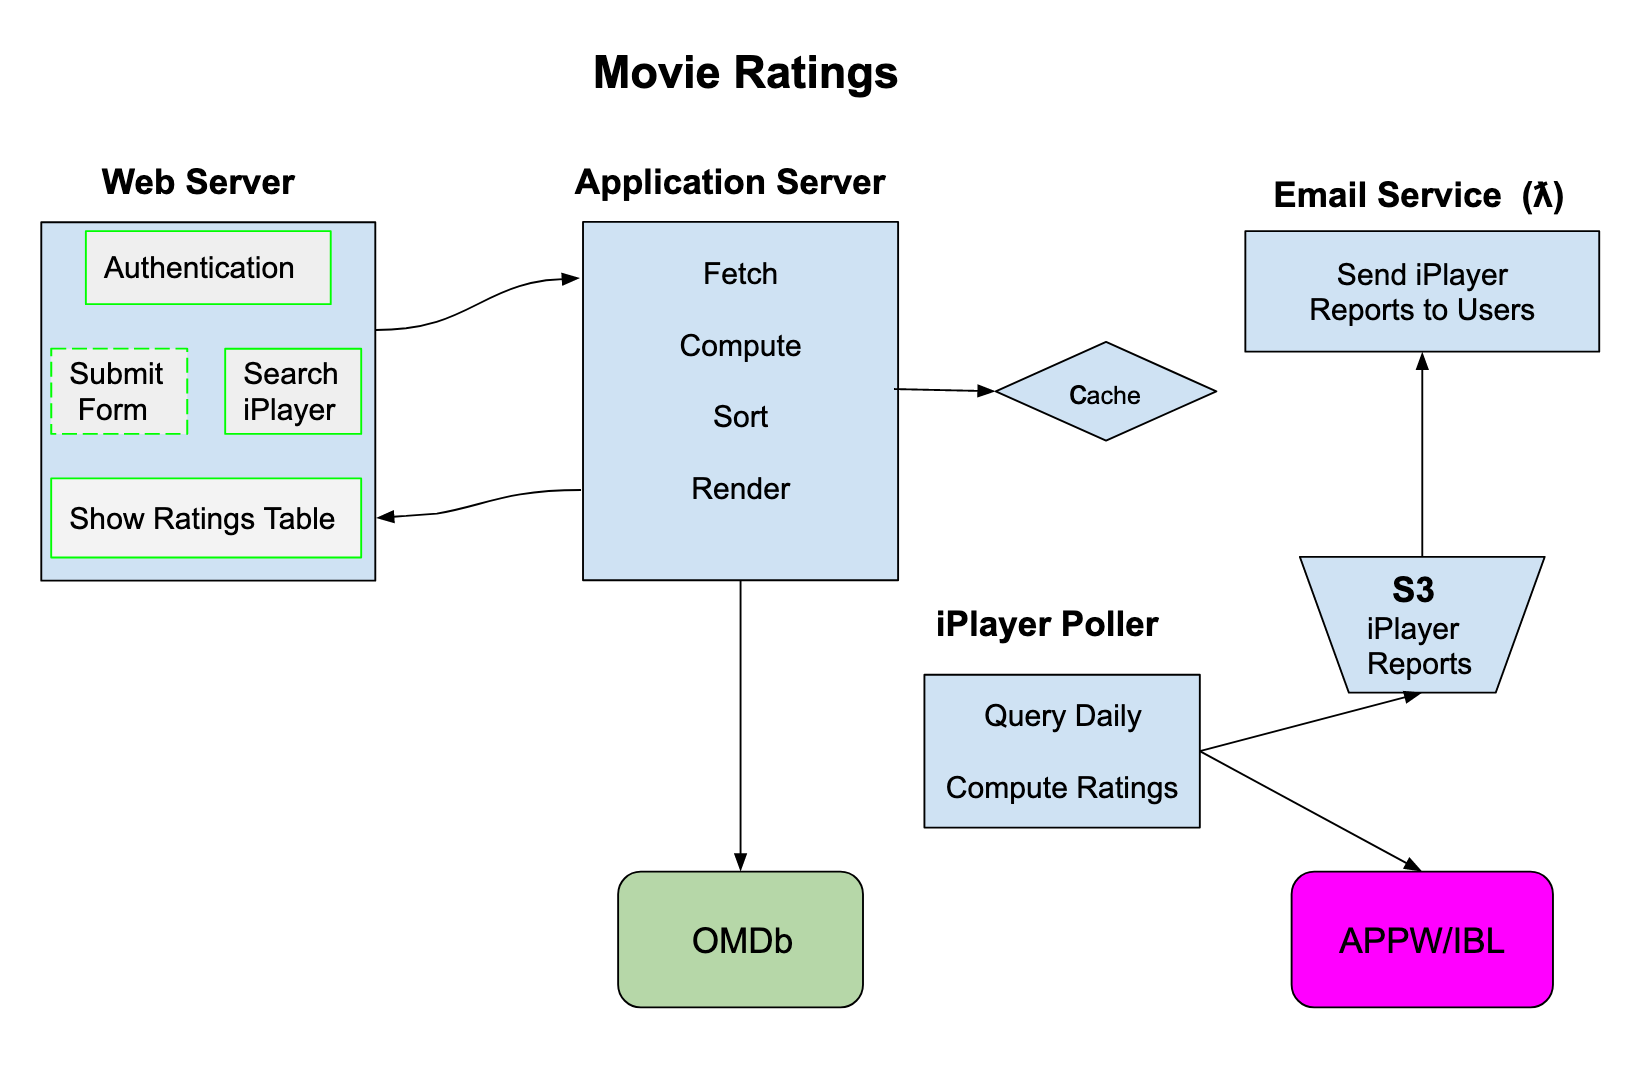 Movie Ratings
Web Server
Authentication
Submit
Form
Search
iPlayer
Show Ratings Table
Application Server
Fetch
Compute
Sort
Render
Cache
Email Service (ƛ)
Send iPlayer
Reports to Users
S3
iPlayer
Reports
iPlayer Poller
Query Daily
Compute Ratings
OMDb
APPW/IBL